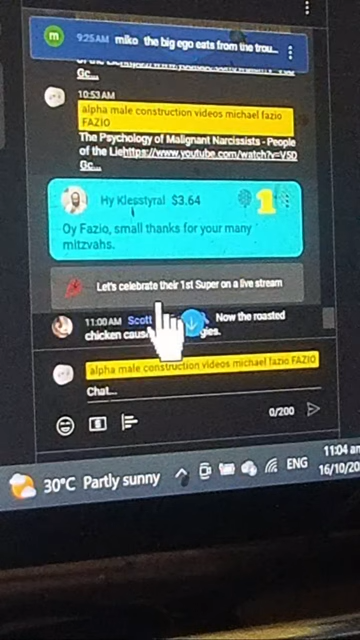 m 9:25AM miko the big ego eats from the trou...
Gc...
10:53AM
alpha male construction videos michael fazio
FAZIO
The Psychology of Malignant Narcissists - People
of the Liehttps://www.youtube.com/watch?v=V5D
Gc...
Hy Klesstyral $3.64
1
Oy Fazio, small thanks for your many
mitzvahs.
Let's celebrate their 1st Super on a live stream
11:00AM Scott Now the roasted
chicken
alpha male construction videos michael fazio FAZIO
Chat...
0/200
30°C Partly sunny ENG
11:04 am
16/10/20